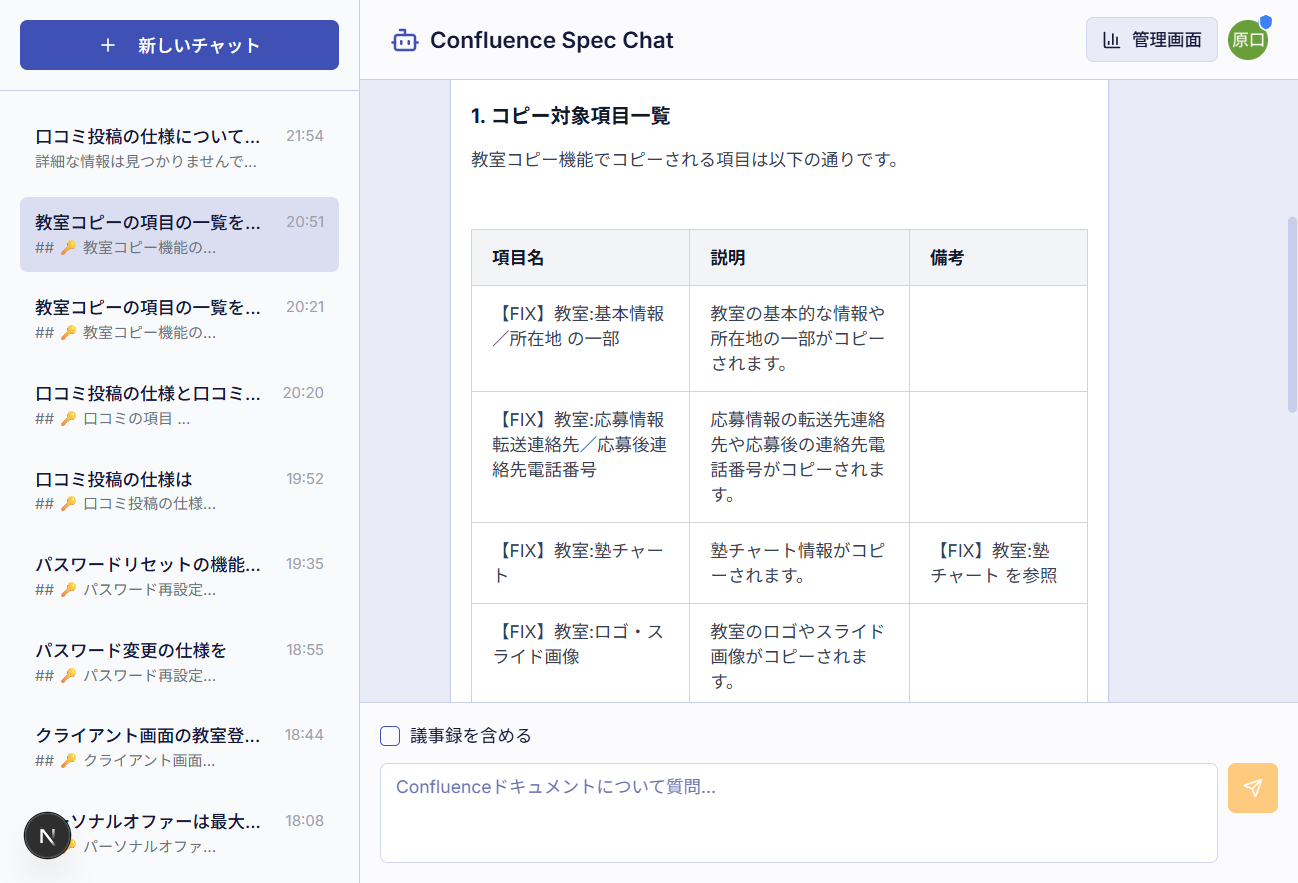 新しいチャット
Confluence Spec Chat
管理画面
原口
口コミ投稿の仕様について...
21:54
詳細な情報は見つかりませんで...
教室コピーの項目の一覧を...
20:51
## 🔑 教室コピー機能の...
教室コピーの項目の一覧を...
20:21
## 🔑 教室コピー機能の...
口コミ投稿の仕様と口コミ...
20:20
## 🔑 口コミの項目 ...
口コミ投稿の仕様は
19:52
## 🔑 口コミ投稿の仕様...
パスワードリセットの機能...
19:35
## 🔑 パスワード再設定...
パスワード変更の仕様を
18:55
## 🔑 パスワード再設定...
クライアント画面の教室登...
18:44
## 🔑 クライアント画面...
ーソナルオファーは最大...
18:08
パーソナルオファ...
N
1. コピー対象項目一覧
教室コピー機能でコピーされる項目は以下の通りです。
項目名
説明
備考
【FIX】教室:基本情報
／所在地 の一部
教室の基本的な情報や
所在地の一部がコピー
されます。
【FIX】教室:応募情報
転送連絡先／応募後連
絡先電話番号
応募情報の転送先連絡
先や応募後の連絡先電
話番号がコピーされま
す。
【FIX】教室:塾チャー
ト
塾チャート情報がコピ
ーされます。
【FIX】教室:塾
チャート を参照
【FIX】教室:ロゴ・ス
ライド画像
教室のロゴやスライド
画像がコピーされま
す。
議事録を含める
Confluenceドキュメントについて質問...